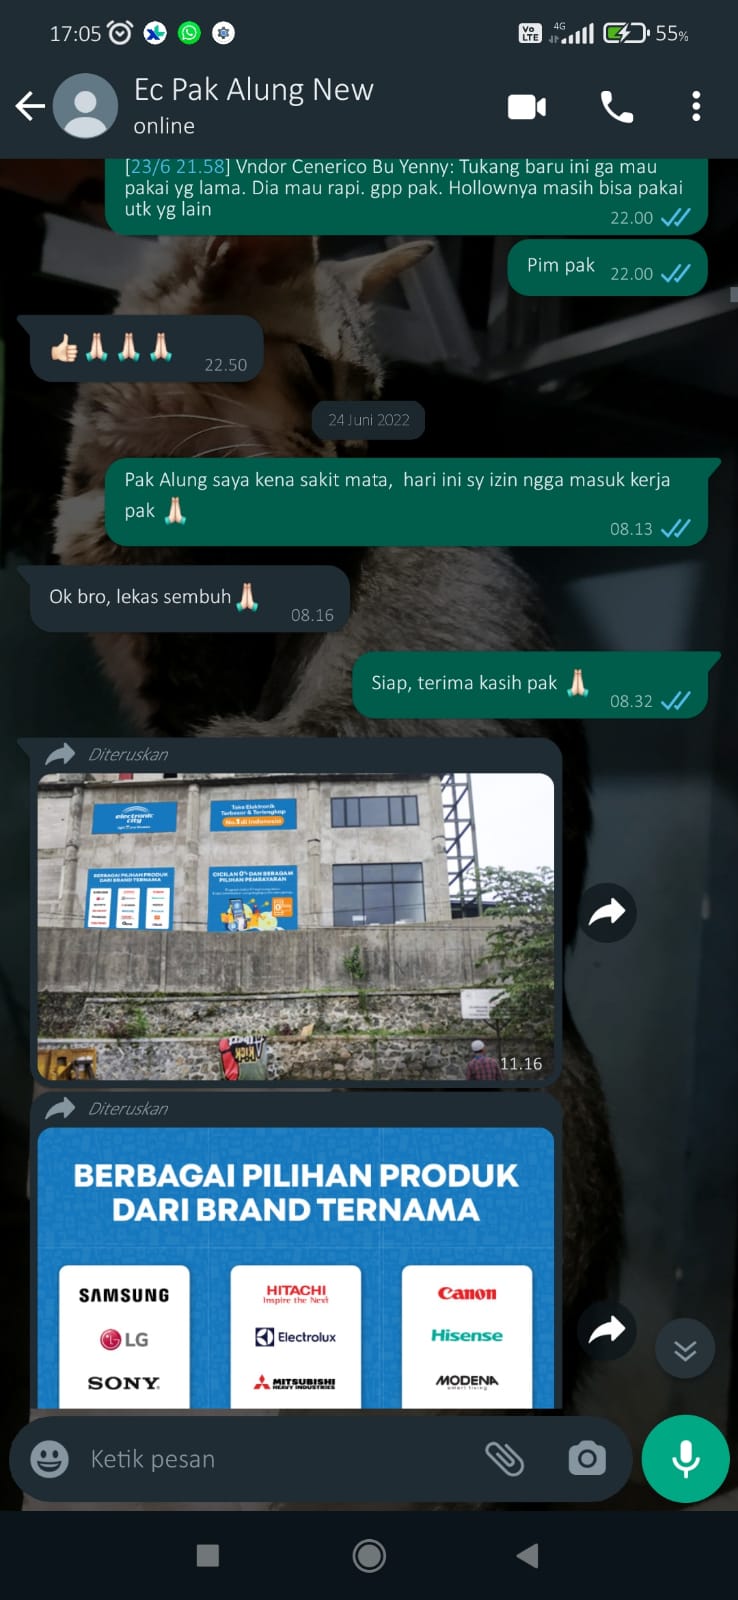 17:05
Vo LTE 4G 55%
Ec Pak Alung New
online
[23/6 21.58] Vndor Cenerico Bu Yenny: Tukang baru ini ga mau
pakai yg lama. Dia mau rapi. gpp pak. Hollownya masih bisa pakai
utk yg lain
22.00
Pim pak 22.00
22.50
24 Juni 2022
Pak Alung saya kena sakit mata, hari ini sy izin ngga masuk kerja
pak 🙏🏻
08.13
Ok bro, lekas sembuh🙏🏻
08.16
Siap, terima kasih pak 🙏🏻
08.32
Diteruskan
electronic
city
Toko Elektronik
Terbesar & Terlengkap
No.1 di Indonesia
BERBAGAI PILIHAN PRODUK
DARI BRAND TERNAMA
CICILAN 0% DAN BERAGAM
PILIHAN PEMBAYARAN
11.16
Diteruskan
BERBAGAI PILIHAN PRODUK
DARI BRAND TERNAMA
SAMSUNG
LG
SONY
HITACHI
Inspire the Next
Electrolux
MITSUBISHI
HEAVY INDUSTRIES
Canon
Hisense
MODENA
smart living
Ketik pesan